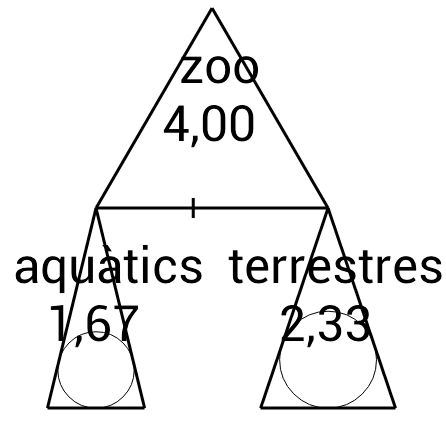 zoo
4,00
aquàtics
1,67
terrestres
2,33